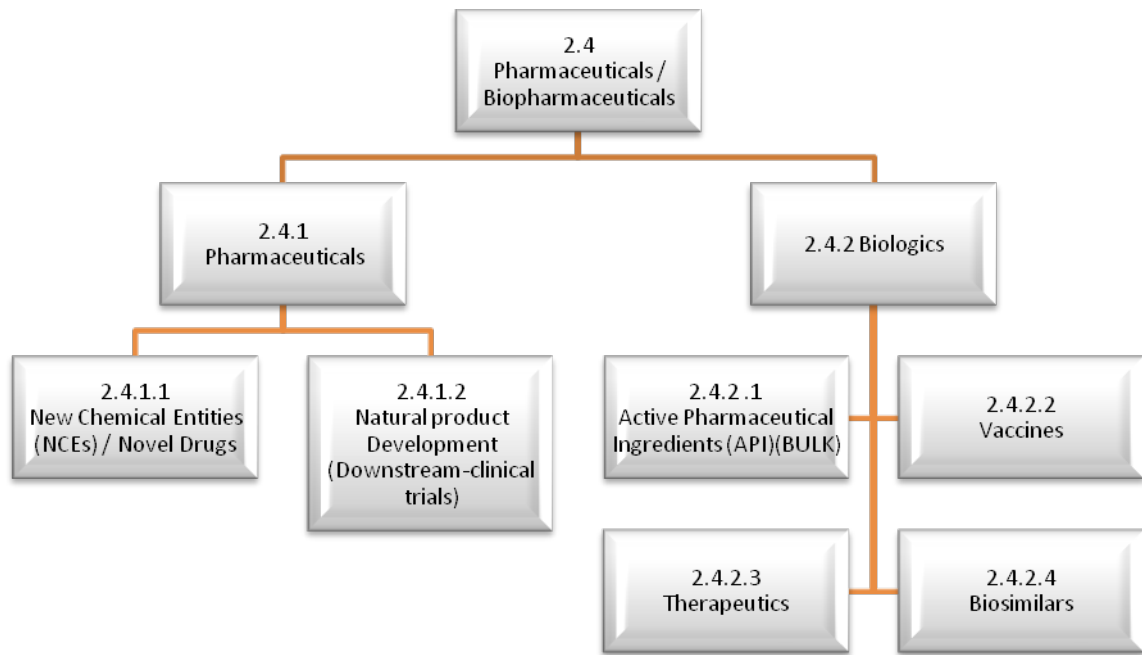 2.4
Pharmaceuticals /
Biopharmaceuticals
2.4.1
Pharmaceuticals
2.4.2 Biologics
2.4.1.1
New Chemical Entities
(NCEs) / Novel Drugs
2.4.1.2
Natural product
Development
(Downstream-clinical
trials)
2.4.2 .1
Active Pharmaceutical
Ingredients (API)(BULK)
2.4.2.2
Vaccines
2.4.2.3
Therapeutics
2.4.2.4
Biosimilars